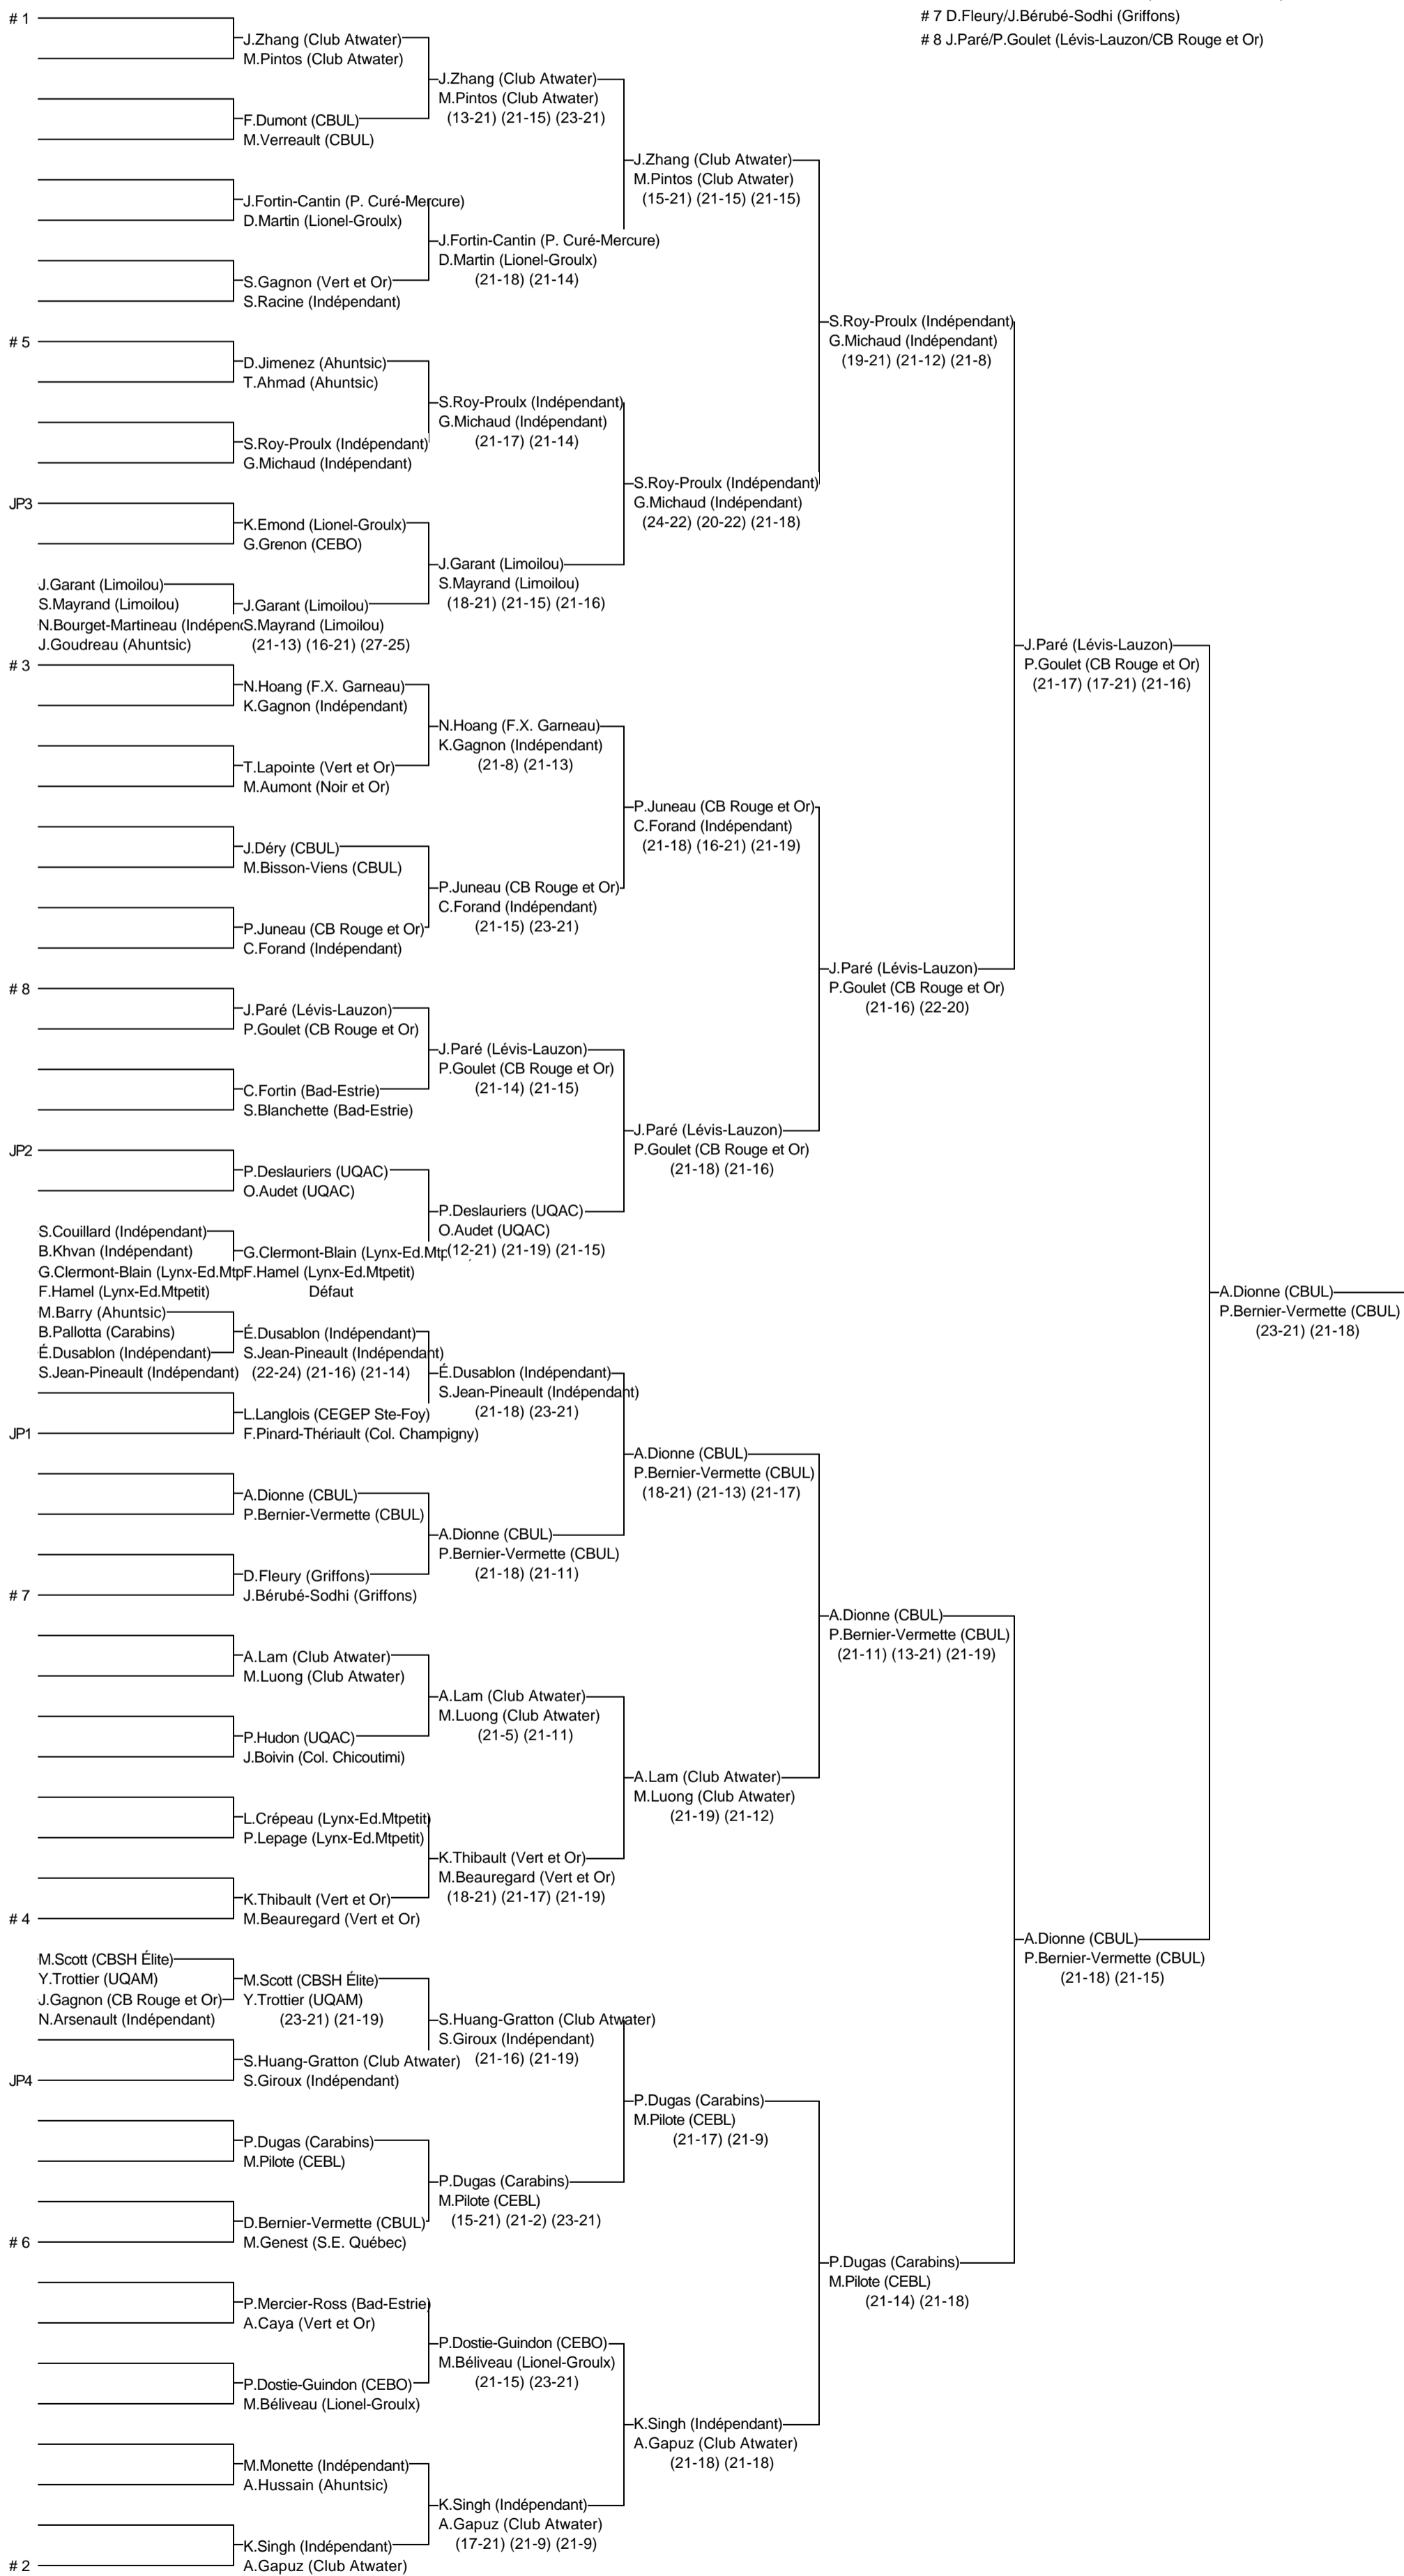 # 1
# 7 D.Fleury/J.Bérubé-Sodhi (Griffons)
# 8 J.Paré/P.Goulet (Lévis-Lauzon/CB Rouge et Or)
J.Zhang (Club Atwater)
M.Pintos (Club Atwater)
J.Zhang (Club Atwater)
M.Pintos (Club Atwater)
(13-21) (21-15) (23-21)
F.Dumont (CBUL)
M.Verreault (CBUL)
J.Zhang (Club Atwater)
M.Pintos (Club Atwater)
(15-21) (21-15) (21-15)
J.Fortin-Cantin (P. Curé-Mercure)
D.Martin (Lionel-Groulx)
J.Fortin-Cantin (P. Curé-Mercure)
D.Martin (Lionel-Groulx)
(21-18) (21-14)
S.Gagnon (Vert et Or)
S.Racine (Indépendant)
S.Roy-Proulx (Indépendant)
G.Michaud (Indépendant)
(19-21) (21-12) (21-8)
# 5
D.Jimenez (Ahuntsic)
T.Ahmad (Ahuntsic)
S.Roy-Proulx (Indépendant)
G.Michaud (Indépendant)
(21-17) (21-14)
S.Roy-Proulx (Indépendant)
G.Michaud (Indépendant)
S.Roy-Proulx (Indépendant)
G.Michaud (Indépendant)
(24-22) (20-22) (21-18)
JP3
K.Emond (Lionel-Groulx)
G.Grenon (CEBO)
J.Garant (Limoilou)
S.Mayrand (Limoilou)
(18-21) (21-15) (21-16)
J.Garant (Limoilou)
S.Mayrand (Limoilou)
N.Bourget-Martineau (Indépen
J.Goudreau (Ahuntsic)
J.Garant (Limoilou)
S.Mayrand (Limoilou)
(21-13) (16-21) (27-25)
J.Paré (Lévis-Lauzon)
P.Goulet (CB Rouge et Or)
(21-17) (17-21) (21-16)
# 3
N.Hoang (F.X. Garneau)
K.Gagnon (Indépendant)
N.Hoang (F.X. Garneau)
K.Gagnon (Indépendant)
(21-8) (21-13)
T.Lapointe (Vert et Or)
M.Aumont (Noir et Or)
P.Juneau (CB Rouge et Or)
C.Forand (Indépendant)
(21-18) (16-21) (21-19)
J.Déry (CBUL)
M.Bisson-Viens (CBUL)
P.Juneau (CB Rouge et Or)
C.Forand (Indépendant)
(21-15) (23-21)
P.Juneau (CB Rouge et Or)
C.Forand (Indépendant)
J.Paré (Lévis-Lauzon)
P.Goulet (CB Rouge et Or)
(21-16) (22-20)
# 8
J.Paré (Lévis-Lauzon)
P.Goulet (CB Rouge et Or)
J.Paré (Lévis-Lauzon)
P.Goulet (CB Rouge et Or)
(21-14) (21-15)
C.Fortin (Bad-Estrie)
S.Blanchette (Bad-Estrie)
J.Paré (Lévis-Lauzon)
P.Goulet (CB Rouge et Or)
(21-18) (21-16)
JP2
P.Deslauriers (UQAC)
O.Audet (UQAC)
P.Deslauriers (UQAC)
O.Audet (UQAC)
(12-21) (21-19) (21-15)
S.Couillard (Indépendant)
B.Khvan (Indépendant)
G.Clermont-Blain (Lynx-Ed.Mtp
F.Hamel (Lynx-Ed.Mtpetit)
G.Clermont-Blain (Lynx-Ed.Mtp
F.Hamel (Lynx-Ed.Mtpetit)
Défaut
A.Dionne (CBUL)
P.Bernier-Vermette (CBUL)
(23-21) (21-18)
M.Barry (Ahuntsic)
B.Pallotta (Carabins)
É.Dusablon (Indépendant)
S.Jean-Pineault (Indépendant)
É.Dusablon (Indépendant)
S.Jean-Pineault (Indépendant)
(22-24) (21-16) (21-14)
É.Dusablon (Indépendant)
S.Jean-Pineault (Indépendant)
(21-18) (23-21)
JP1
L.Langlois (CEGEP Ste-Foy)
F.Pinard-Thériault (Col. Champigny)
A.Dionne (CBUL)
P.Bernier-Vermette (CBUL)
(18-21) (21-13) (21-17)
A.Dionne (CBUL)
P.Bernier-Vermette (CBUL)
A.Dionne (CBUL)
P.Bernier-Vermette (CBUL)
(21-18) (21-11)
D.Fleury (Griffons)
J.Bérubé-Sodhi (Griffons)
# 7
A.Dionne (CBUL)
P.Bernier-Vermette (CBUL)
(21-11) (13-21) (21-19)
A.Lam (Club Atwater)
M.Luong (Club Atwater)
A.Lam (Club Atwater)
M.Luong (Club Atwater)
(21-5) (21-11)
P.Hudon (UQAC)
J.Boivin (Col. Chicoutimi)
A.Lam (Club Atwater)
M.Luong (Club Atwater)
(21-19) (21-12)
L.Crépeau (Lynx-Ed.Mtpetit)
P.Lepage (Lynx-Ed.Mtpetit)
K.Thibault (Vert et Or)
M.Beauregard (Vert et Or)
(18-21) (21-17) (21-19)
K.Thibault (Vert et Or)
M.Beauregard (Vert et Or)
# 4
A.Dionne (CBUL)
P.Bernier-Vermette (CBUL)
(21-18) (21-15)
M.Scott (CBSH Élite)
Y.Trottier (UQAM)
J.Gagnon (CB Rouge et Or)
N.Arsenault (Indépendant)
M.Scott (CBSH Élite)
Y.Trottier (UQAM)
(23-21) (21-19)
S.Huang-Gratton (Club Atwater)
S.Giroux (Indépendant)
(21-16) (21-19)
S.Huang-Gratton (Club Atwater)
S.Giroux (Indépendant)
JP4
P.Dugas (Carabins)
M.Pilote (CEBL)
(21-17) (21-9)
P.Dugas (Carabins)
M.Pilote (CEBL)
P.Dugas (Carabins)
M.Pilote (CEBL)
(15-21) (21-2) (23-21)
D.Bernier-Vermette (CBUL)
M.Genest (S.E. Québec)
# 6
P.Dugas (Carabins)
M.Pilote (CEBL)
(21-14) (21-18)
P.Mercier-Ross (Bad-Estrie)
A.Caya (Vert et Or)
P.Dostie-Guindon (CEBO)
M.Béliveau (Lionel-Groulx)
(21-15) (23-21)
P.Dostie-Guindon (CEBO)
M.Béliveau (Lionel-Groulx)
K.Singh (Indépendant)
A.Gapuz (Club Atwater)
(21-18) (21-18)
M.Monette (Indépendant)
A.Hussain (Ahuntsic)
K.Singh (Indépendant)
A.Gapuz (Club Atwater)
(17-21) (21-9) (21-9)
K.Singh (Indépendant)
A.Gapuz (Club Atwater)
# 2